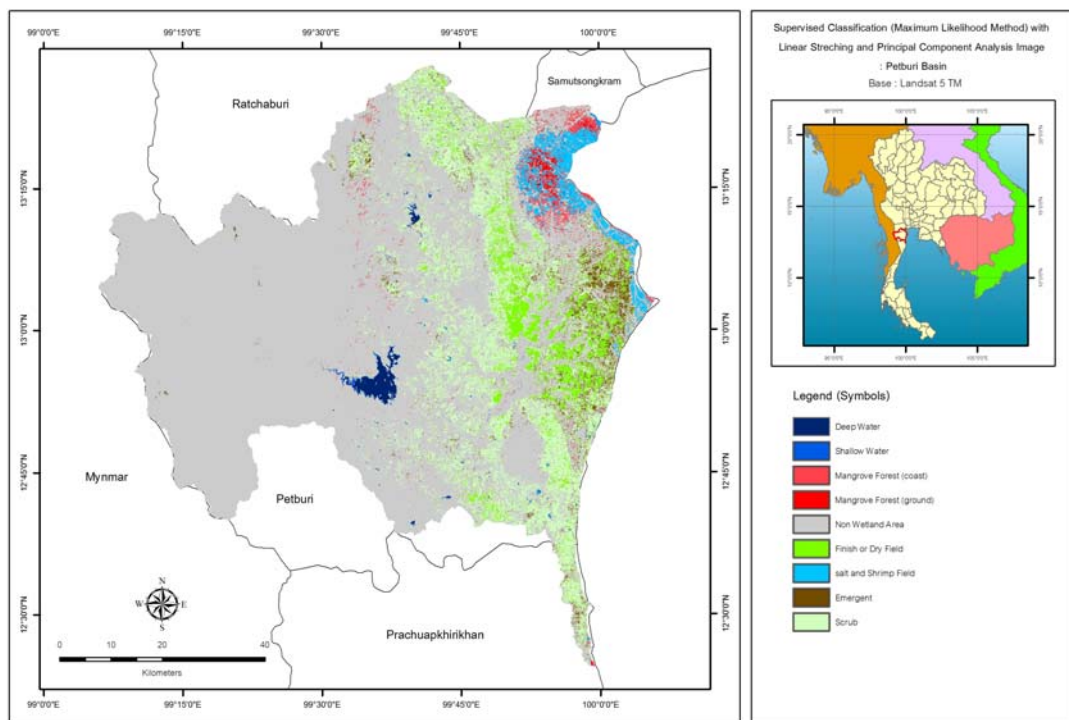 99°0'0"E 99°15'0"E 99°30'0"E 99°45'0"E 100°0'0"E
Samutsongkram
Ratchaburi
13°15'0"N 13°15'0"N
13°0'0"N 13°0'0"N
12°45'0"N 12°45'0"N
Mynmar
Petburi
N
W E
S
12°30'0"N 12°30'0"N
Prachuapkhirikhan
0 20 40
Kilometers
99°0'0"E 99°15'0"E 99°30'0"E 99°45'0"E 100°0'0"E
Supervised Classification (Maximum Likelihood Method) with
Linear Streching and Principal Component Analysis Image
: Petburi Basin
Base : Landsat 5 TM
Legend (Symbols)
Deep Water
Shallow Water
Mangrove Forest (coast)
Mangrove Forest (ground)
Non Wetland Area
Finish or Dry Field
salt and Shrimp Field
Emergent
Scrub